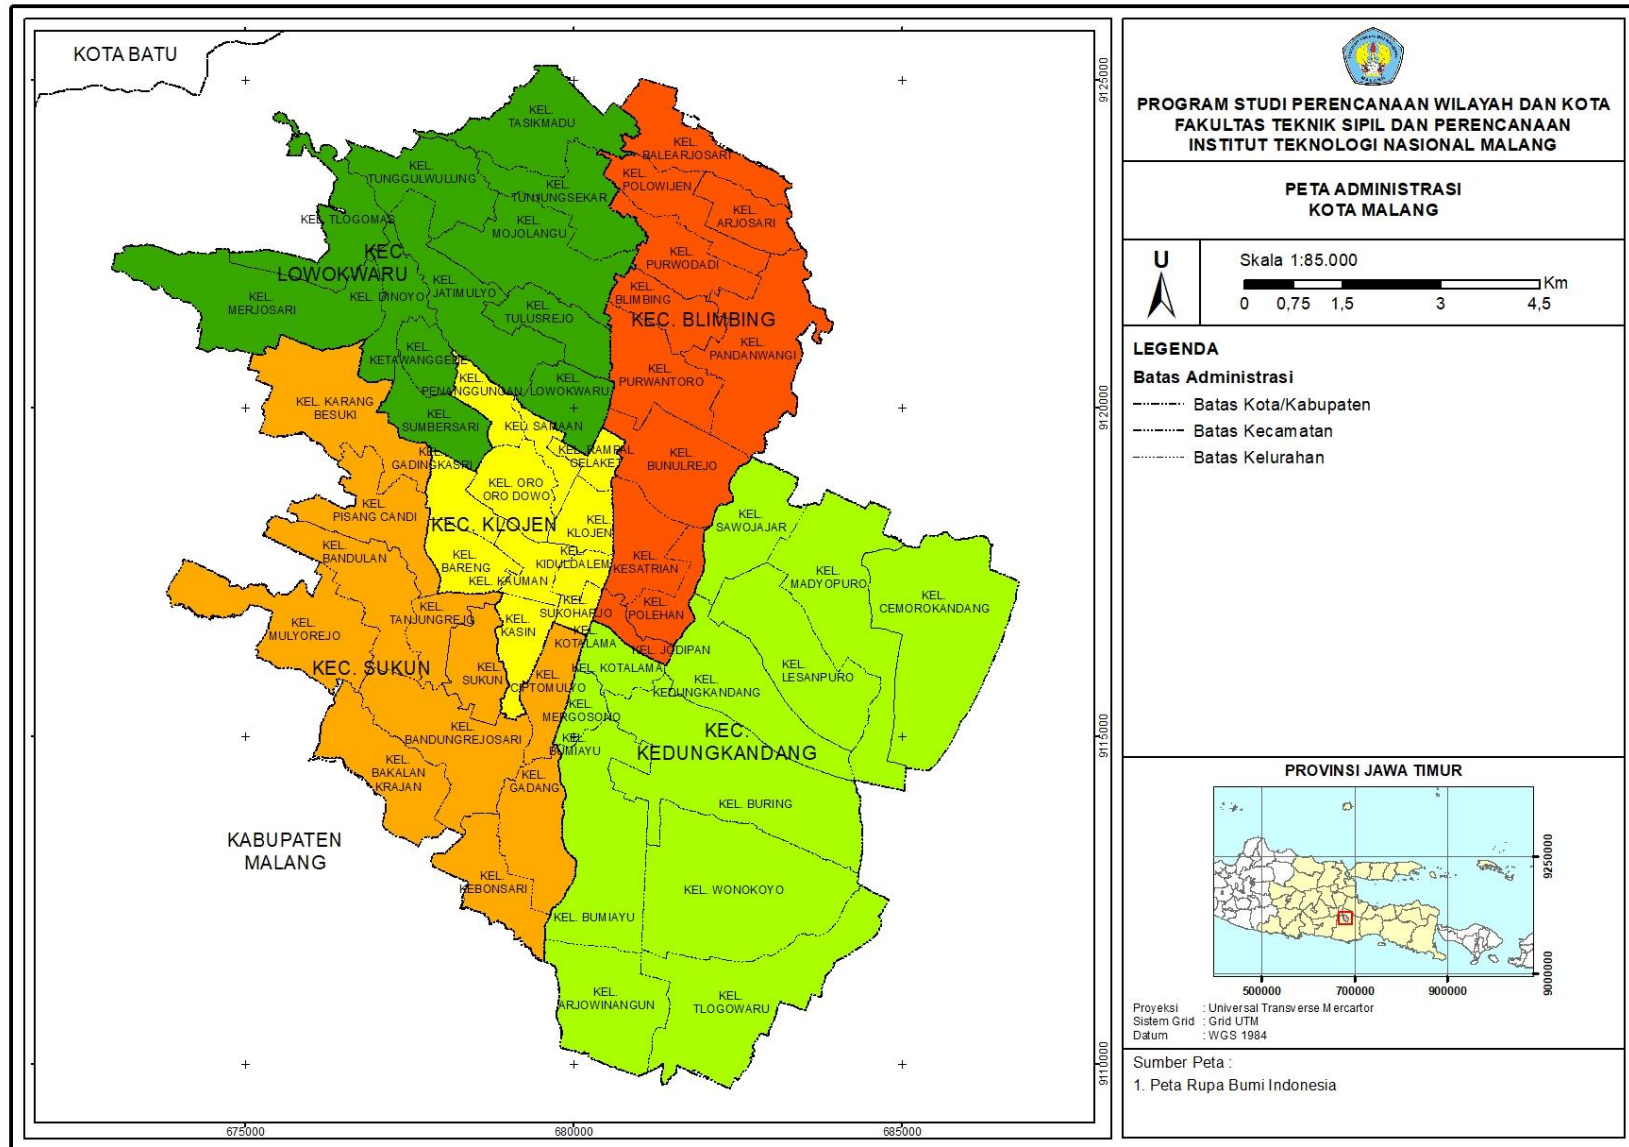 KOTA BATU
KEL.
TASIKMADU
KEL.
BALEARJOSARI
KEL.
TUNGGULWULUNG
KEL.
POLOWIJEN
KEL.
TUNJUNGSEKAR
KEL. TLOGOMAS
KEL.
MOJOLANGU
KEL.
ARJOSARI
KEC.
LOWOKWARU
KEL.
PURWODADI
KEL.
MERJOSARI
KEL. DINOYO
KEL.
JATIMULYO
KEL.
BLIMBING
KEL.
TULUSREJO
KEC. BLIMBING
KEL.
KETAWANGGEDE
KEL.
PANDANWANGI
KEL.
PENANGGUNGAN
KEL.
LOWOKWARU
KEL.
PURWANTORO
KEL. KARANG
BESUKI
KEL.
SUMBERSARI
KEL. SAMAAN
KEL.
GADINGKASRI
KEL. RAMPAL
CELAKET
KEL.
BUNULREJO
KEL. ORO
ORO DOWO
KEL.
PISANG CANDI
KEC. KLOJEN
KEL.
KLOJEN
KEL.
SAWOJAJAR
KEL.
BANDULAN
KEL.
BARENG
KEL.
KIDULDALEM
KEL.
KESATRIAN
KEL.
MADYOPURO
KEL. KAUMAN
KEL.
CEMOROKANDANG
KEL.
TANJUNGREJO
KEL.
KASIN
KEL.
SUKOHARJO
KEL.
POLEHAN
KEL.
MULYOREJO
KEL.
KOTALAMA
KEL. JODIPAN
KEC. SUKUN
KEL.
SUKUN
KEL.
CIPTOMULYO
KEL. KOTALAMA
KEL.
KEDUNGKANDANG
KEL.
LESANPURO
KEL.
MERGOSONO
KEL.
BANDUNGREJOSARI
KEL.
BUMIAYU
KEC.
KEDUNGKANDANG
KEL.
BAKALAN
KRAJAN
KEL.
GADANG
KEL. BURING
KABUPATEN
MALANG
KEL.
KEBONSARI
KEL. WONOKOYO
KEL. BUMIAYU
KEL.
ARJOWINANGUN
KEL.
TLOGOWARU
9125000
9120000
9115000
9110000
675000
680000
685000
PROGRAM STUDI PERENCANAAN WILAYAH DAN KOTA
FAKULTAS TEKNIK SIPIL DAN PERENCANAAN
INSTITUT TEKNOLOGI NASIONAL MALANG
PETA ADMINISTRASI
KOTA MALANG
U
Skala 1:85.000
Km
0 0,75 1,5 3 4,5
LEGENDA
Batas Administrasi
Batas Kota/Kabupaten
Batas Kecamatan
Batas Kelurahan
PROVINSI JAWA TIMUR
9250000
9000000
500000 700000 900000
Proyeksi : Universal Transverse Mercartor
Sistem Grid : Grid UTM
Datum : WGS 1984
Sumber Peta :
1. Peta Rupa Bumi Indonesia